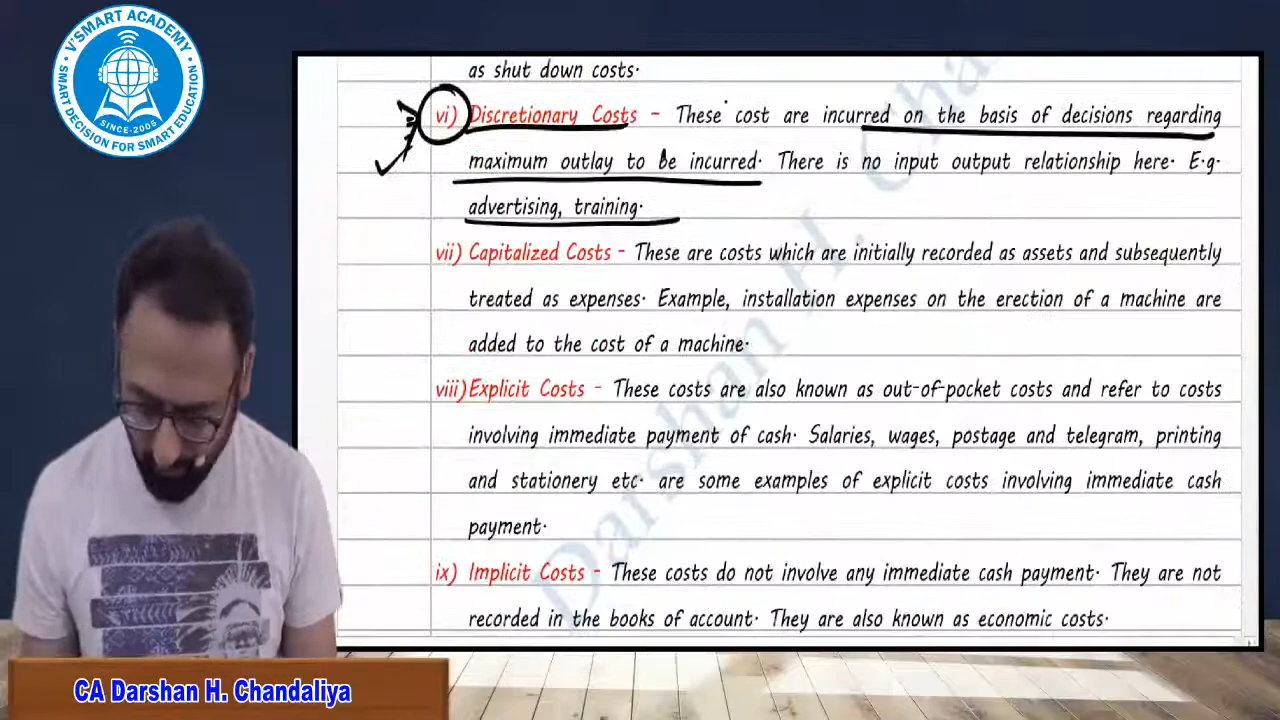 V'SMART ACADEMY
SINCE-2008
SMART DECISION FOR SMART EDUCATION
as shut down costs.
vi) Discretionary Costs - These cost are incurred on the basis of decisions regarding
maximum outlay to be incurred. There is no input output relationship here. E.g.
advertising, training.
vii) Capitalized Costs - These are costs which are initially recorded as assets and subsequently
treated as expenses. Example, installation expenses on the erection of a machine are
added to the cost of a machine.
viii) Explicit Costs - These costs are also known as out-of-pocket costs and refer to costs
involving immediate payment of cash. Salaries, wages, postage and telegram, printing
and stationery etc. are some examples of explicit costs involving immediate cash
payment.
ix) Implicit Costs - These costs do not involve any immediate cash payment. They are not
recorded in the books of account. They are also known as economic costs.
Darshan H. Cha
CA Darshan H. Chandaliya